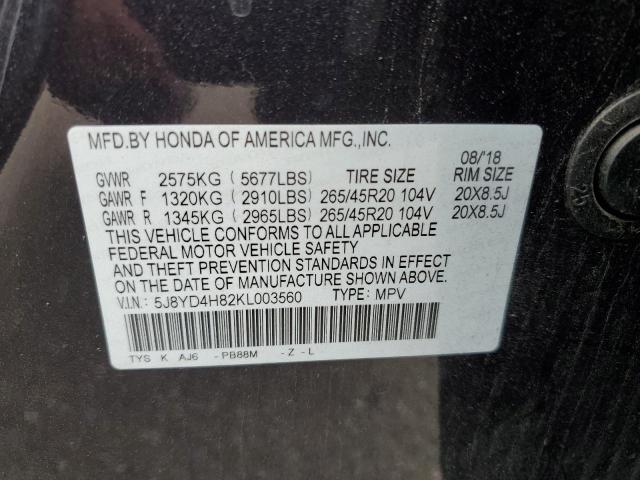 MFD.BY HONDA OF AMERICA MFG.,INC.
08/'18
GVWR 2575KG ( 5677LBS) TIRE SIZE RIM SIZE
GAWR F 1320KG ( 2910LBS) 265/45R20 104V 20X8.5J
GAWR R 1345KG ( 2965LBS) 265/45R20 104V 20X8.5J
THIS VEHICLE CONFORMS TO ALL APPLICABLE
FEDERAL MOTOR VEHICLE SAFETY
AND THEFT PREVENTION STANDARDS IN EFFECT
ON THE DATE OF MANUFACTURE SHOWN ABOVE.
V.I.N.: 5J8YD4H82KL003560 TYPE: MPV
TYS K AJ6 -PB88M -Z -L